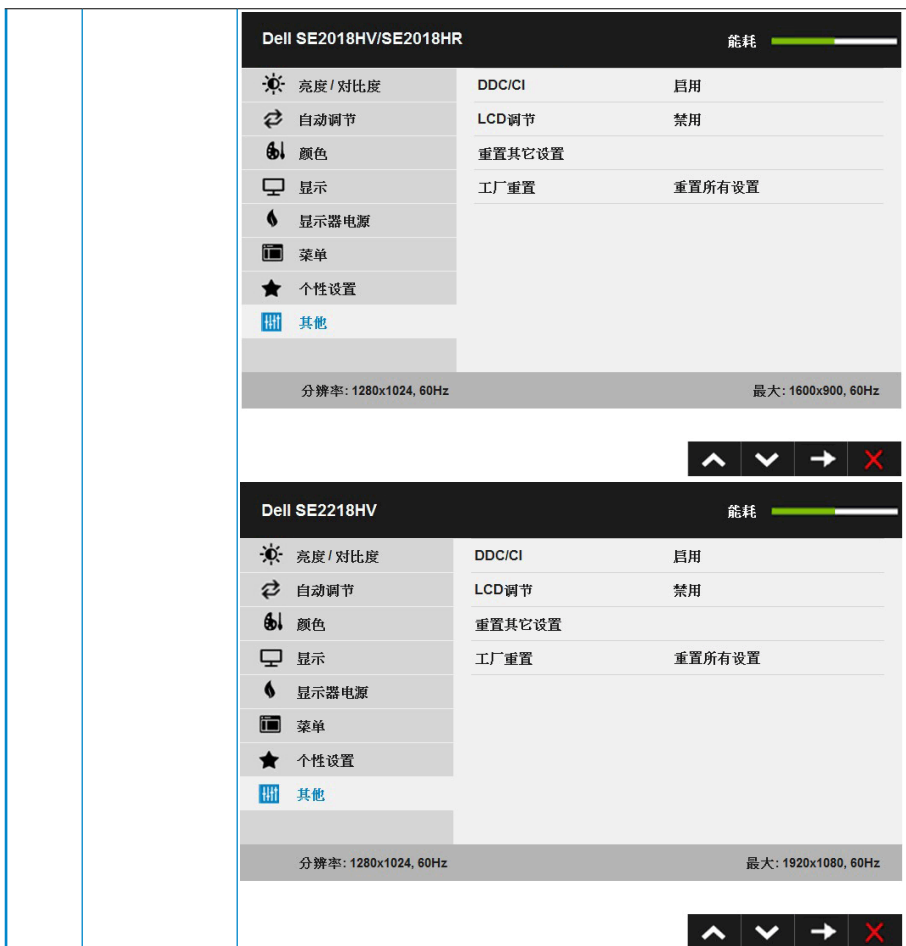 Dell SE2018HV/SE2018HR 能耗
亮度 / 对比度 DDC/CI 启用
自动调节 LCD调节 禁用
颜色 重置其它设置
显示 工厂重置 重置所有设置
显示器电源
菜单
个性设置
其他
分辨率: 1280x1024, 60Hz 最大: 1600x900, 60Hz
Dell SE2218HV 能耗
亮度 / 对比度 DDC/CI 启用
自动调节 LCD调节 禁用
颜色 重置其它设置
显示 工厂重置 重置所有设置
显示器电源
菜单
个性设置
其他
分辨率: 1280x1024, 60Hz 最大: 1920x1080, 60Hz